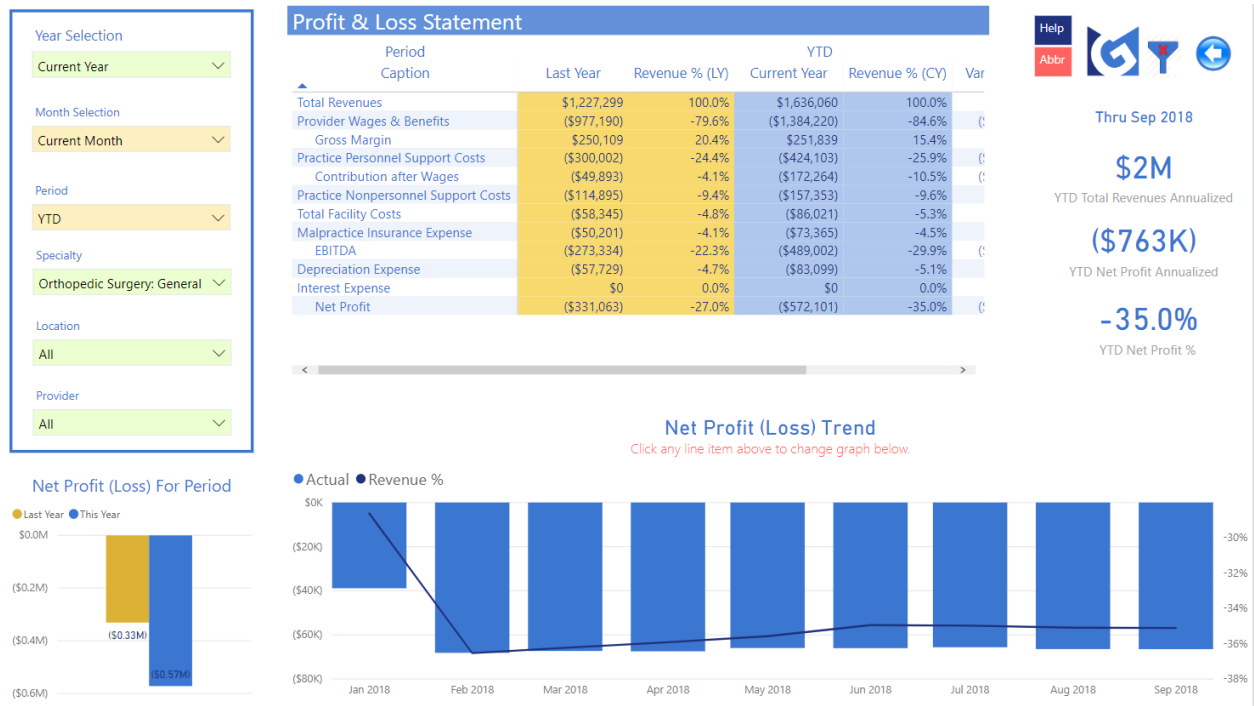 Year Selection
Current Year
Month Selection
Current Month
Period
YTD
Specialty
Orthopedic Surgery: General
Location
All
Provider
All
Profit & Loss Statement
Period YTD
Caption Last Year Revenue % (LY) Current Year Revenue % (CY) Var
Total Revenues $1,227,299 100.0% $1,636,060 100.0%
Provider Wages & Benefits ($977,190) -79.6% ($1,384,220) -84.6% ($
Gross Margin $250,109 20.4% $251,839 15.4%
Practice Personnel Support Costs ($300,002) -24.4% ($424,103) -25.9% ($
Contribution after Wages ($49,893) -4.1% ($172,264) -10.5% ($
Practice Nonpersonnel Support Costs ($114,895) -9.4% ($157,353) -9.6%
Total Facility Costs ($58,345) -4.8% ($86,021) -5.3%
Malpractice Insurance Expense ($50,201) -4.1% ($73,365) -4.5%
EBITDA ($273,334) -22.3% ($489,002) -29.9% ($
Depreciation Expense ($57,729) -4.7% ($83,099) -5.1%
Interest Expense $0 0.0% $0 0.0%
Net Profit ($331,063) -27.0% ($572,101) -35.0% ($
Help
Abbr
Thru Sep 2018
$2M
YTD Total Revenues Annualized
($763K)
YTD Net Profit Annualized
-35.0%
YTD Net Profit %
Net Profit (Loss) For Period
Last Year This Year
$0.0M
($0.2M)
($0.4M)
($0.6M)
($0.33M)
($0.57M)
Net Profit (Loss) Trend
Click any line item above to change graph below.
Actual Revenue %
$0K
($20K)
($40K)
($60K)
($80K)
-30%
-32%
-34%
-36%
-38%
Jan 2018 Feb 2018 Mar 2018 Apr 2018 May 2018 Jun 2018 Jul 2018 Aug 2018 Sep 2018